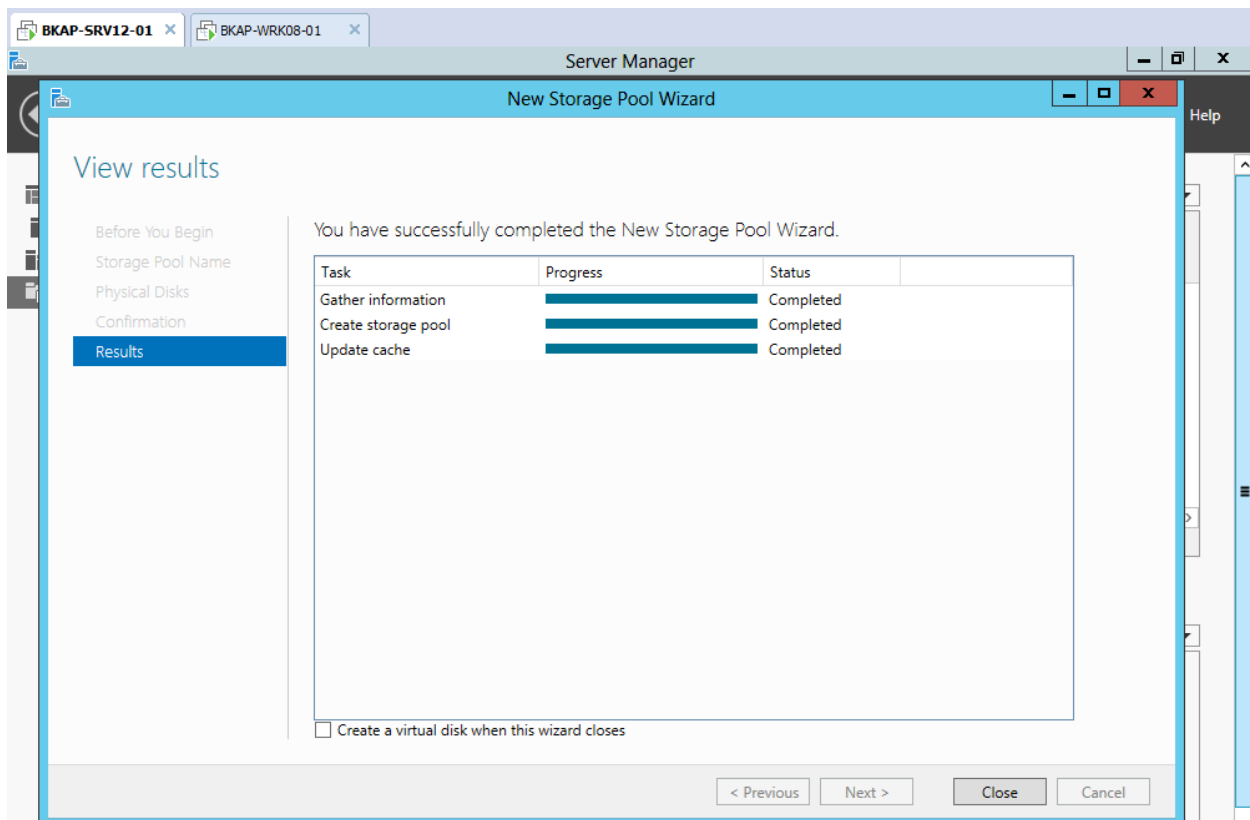 BKAP-SRV12-01 BKAP-WRK08-01
Server Manager
New Storage Pool Wizard
Help
View results
Before You Begin
Storage Pool Name
Physical Disks
Confirmation
Results
You have successfully completed the New Storage Pool Wizard.
Task Progress Status
Gather information Completed
Create storage pool Completed
Update cache Completed
Create a virtual disk when this wizard closes
< Previous Next > Close Cancel